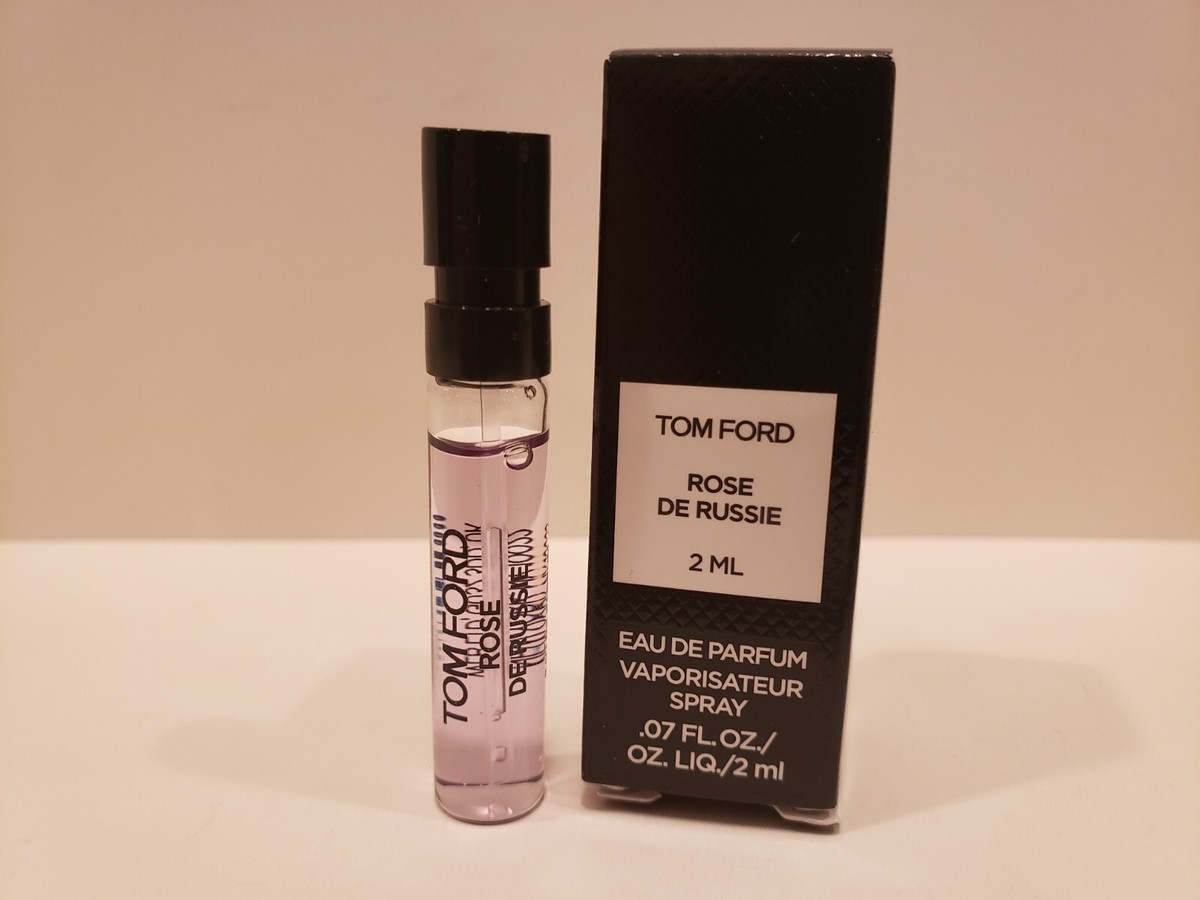 TOM FORD
ROSE
DE RUSSIE
TOM FORD
ROSE
DE RUSSIE
2 ML
EAU DE PARFUM
VAPORISATEUR
SPRAY
.07 FL. OZ./
OZ. LIQ./2 ml